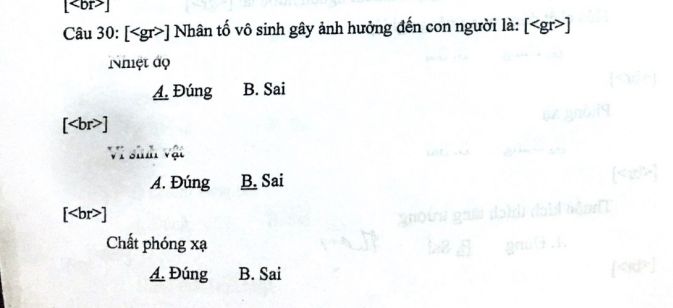 [<br>]
Câu 30: [<gr>] Nhân tố vô sinh gây ảnh hưởng đến con người là: [<gr>]
Nhiệt độ
A. Đúng B. Sai
[<br>]
Vi sinh vật
A. Đúng B. Sai
[<br>]
Chất phóng xạ
A. Đúng B. Sai